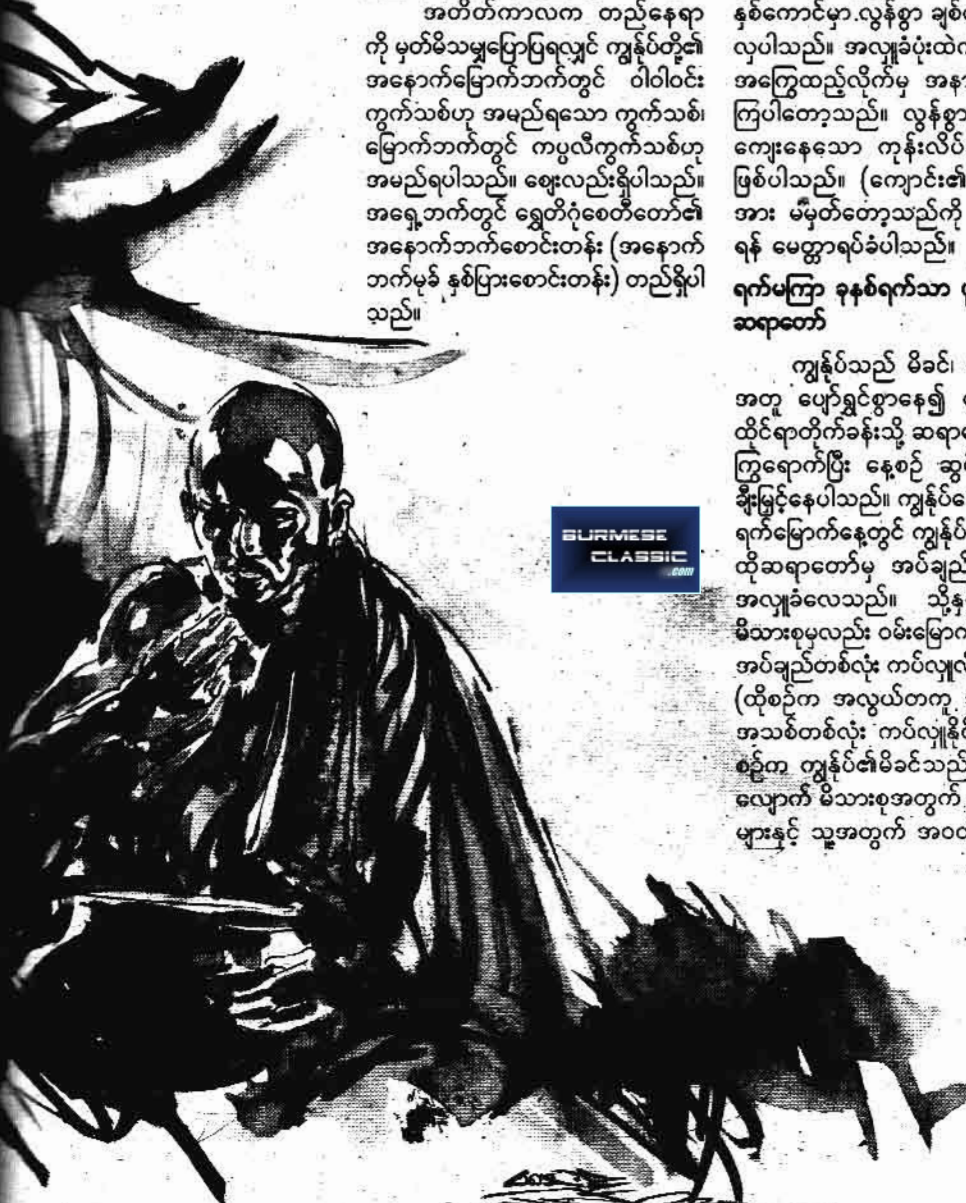 အတိတ်ကာလက တည်နေရာ
ကို မှတ်မိသမျှပြောပြရလျှင် ကျွန်ုပ်တို့၏
အနောက်မြောက်ဘက်တွင် ဝါဝါဝင်း
ကွက်သစ်ဟု အမည်ရသော ကွက်သစ်၊
မြောက်ဘက်တွင် ကပ္ပလီကွက်သစ်ဟု
အမည်ရပါသည်။ ဈေးလည်းရှိပါသည်။
အရှေ့ဘက်တွင် ရွှေတိဂုံစေတီတော်၏
အနောက်ဘက်စောင်းတန်း (အနောက်
ဘက်မုခ် နှစ်ပြားစောင်းတန်း) တည်ရှိပါ
သည်။
နှစ်ကောင်မှာ လွန်စွာ ချစ်
လှပါသည်။ အလှူခံပုံးထဲ
အကြွေထည့်လိုက်မှ အနာ
ကြပါတော့သည်။ လွန်စွာ
ကျေးနေသော ကုန်းလိပ်
ဖြစ်ပါသည်။ (ကျောင်း၏
အား မမှတ်တော့သည်ကို
ရန် မေတ္တာရပ်ခံပါသည်။
ရက်မကြာ ခုနစ်ရက်သာ
ဆရာတော်
ကျွန်ုပ်သည် မိခင်၊
အတူ ပျော်ရွှင်စွာနေ၍
ထိုင်ရာတိုက်ခန်းသို့ ဆရာ
ကြွရောက်ပြီး နေ့စဉ် ဆွမ်
ချီးမြှင့်နေပါသည်။ ကျွန်ုပ်
ရက်မြောက်နေ့တွင် ကျွန်ုပ်
ထိုဆရာတော်မှ အပ်ချည်
အလှူခံလေသည်။ သို့နှ
မိသားစုမှလည်း ဝမ်းမြောက်
အပ်ချည်တစ်လုံး ကပ်လှူ
(ထိုစဉ်က အလွယ်တကူ
အသစ်တစ်လုံး ကပ်လှူနိုင်
စဉ်က ကျွန်ုပ်၏မိခင်သည်
လျောက် မိသားစုအတွက်
များနှင့် သူ့အတွက် အဝတ
BURMESE
CLASSIC
.com